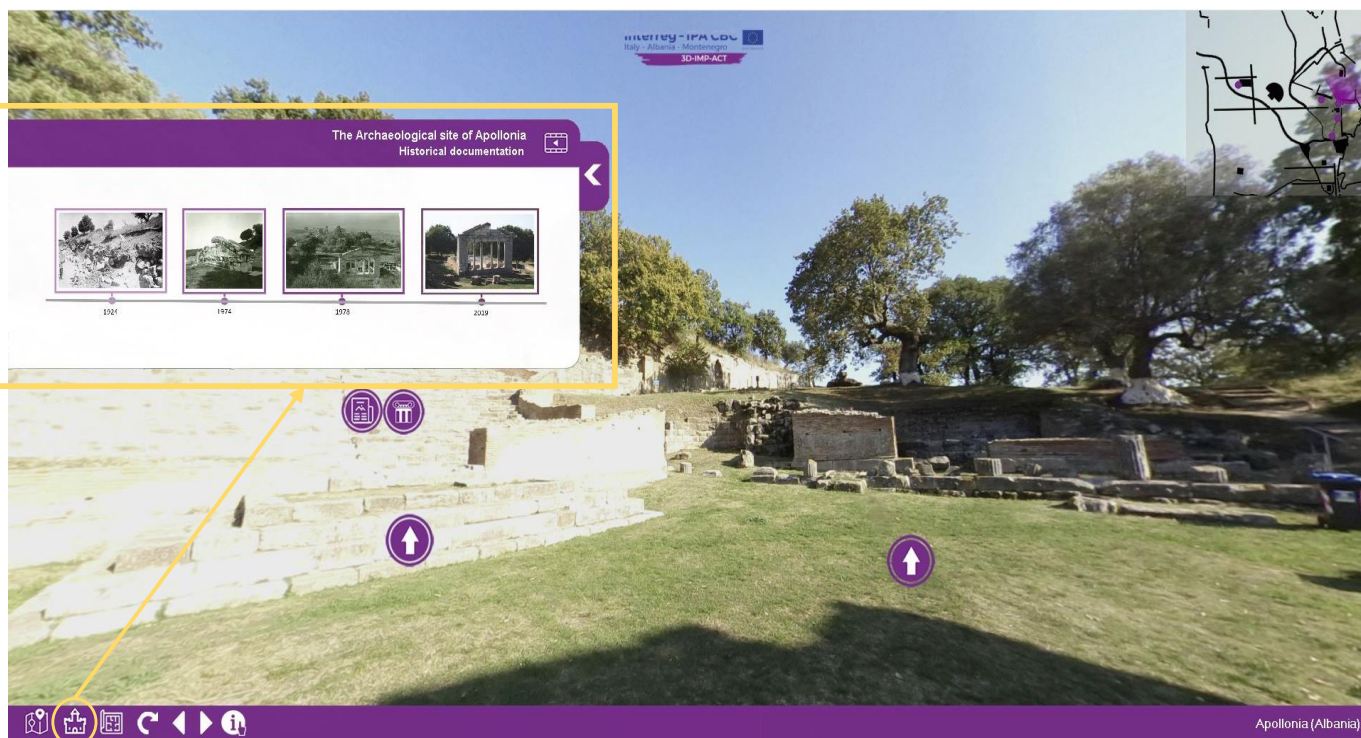 Interreg - IPA CBC
Italy - Albania - Montenegro
3D-IMP-ACT
The Archaeological site of Apollonia
Historical documentation
1924
1974
1978
2019
Apollonia (Albania)